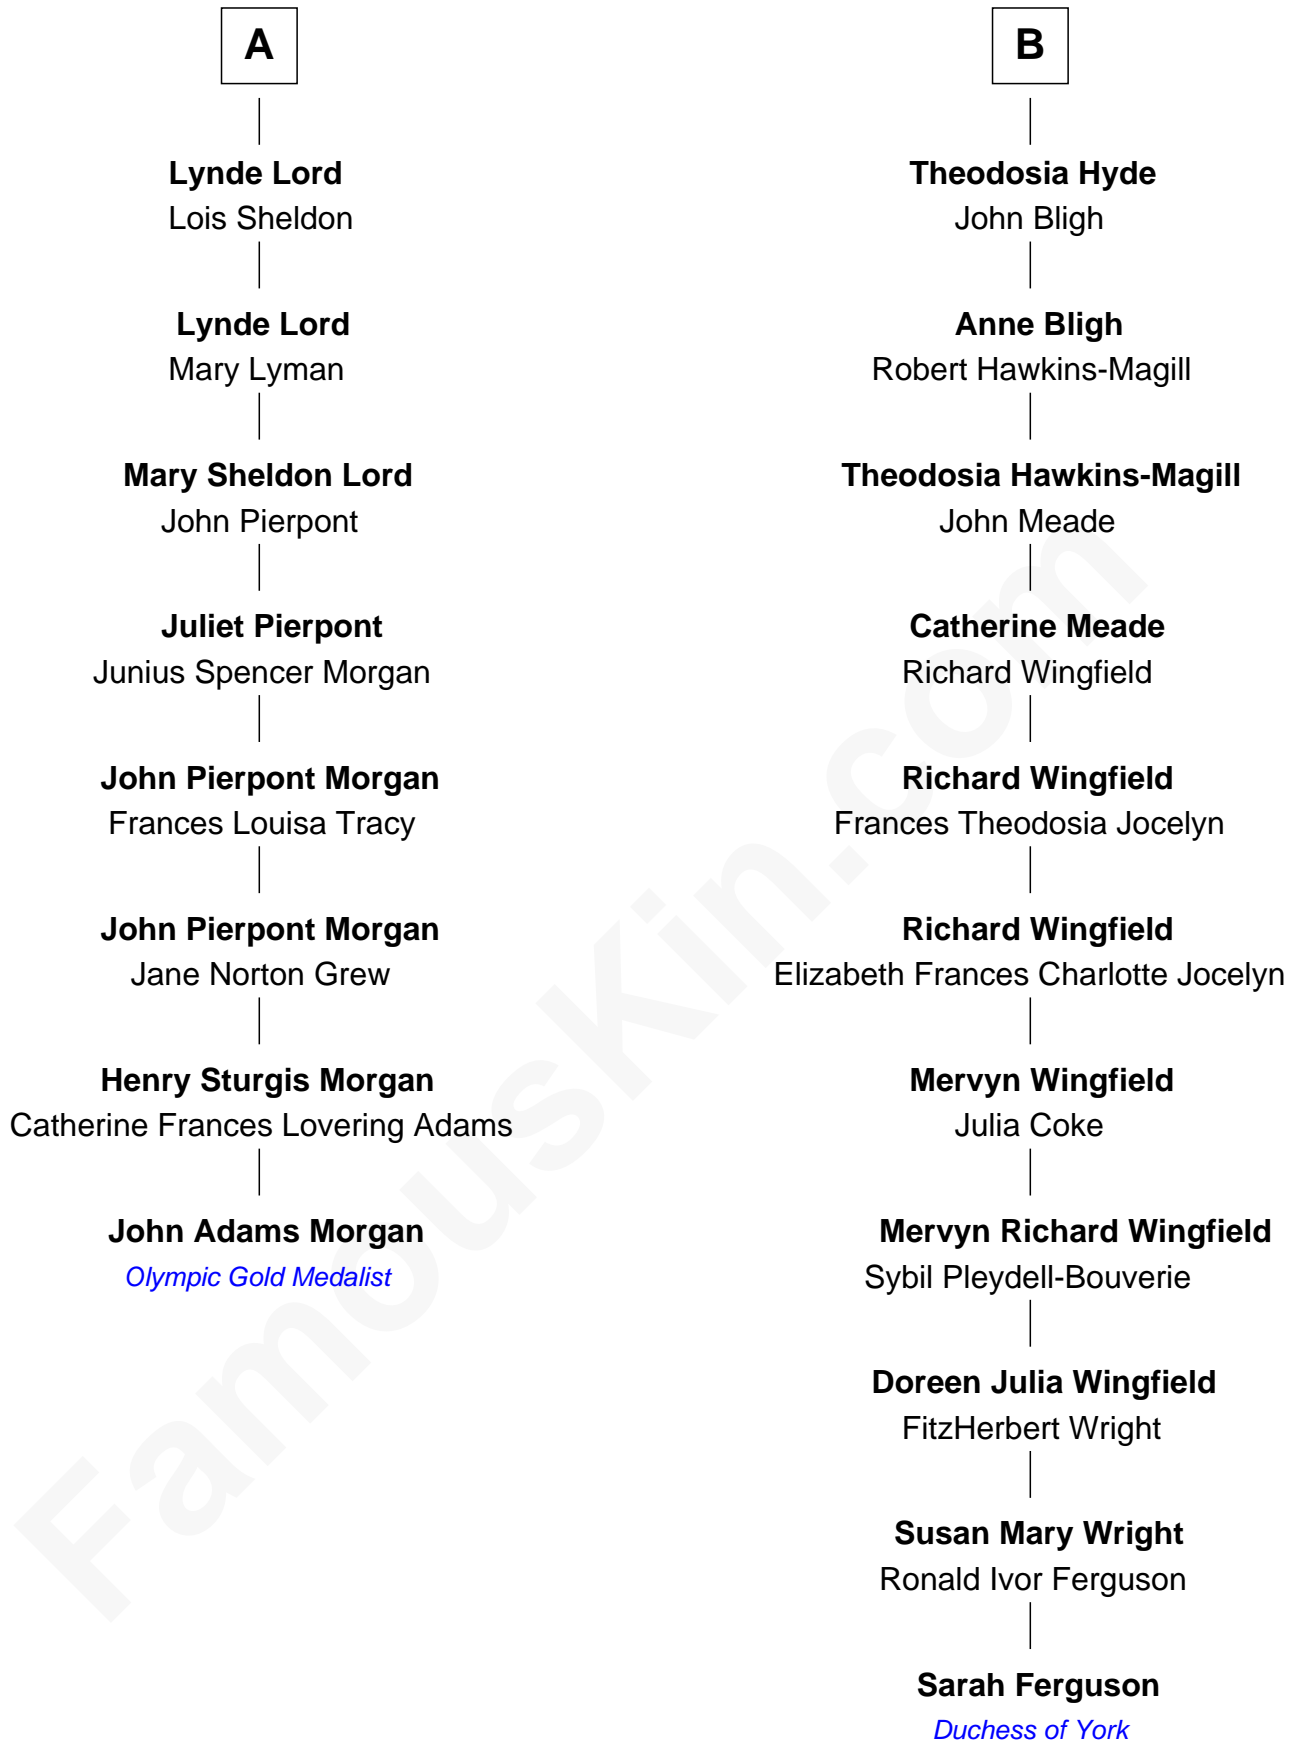 A
Lynde Lord
Lois Sheldon
Lynde Lord
Mary Lyman
Mary Sheldon Lord
John Pierpont
Juliet Pierpont
Junius Spencer Morgan
John Pierpont Morgan
Frances Louisa Tracy
John Pierpont Morgan
Jane Norton Grew
Henry Sturgis Morgan
Catherine Frances Lovering Adams
John Adams Morgan
Olympic Gold Medalist
B
Theodosia Hyde
John Bligh
Anne Bligh
Robert Hawkins-Magill
Theodosia Hawkins-Magill
John Meade
Catherine Meade
Richard Wingfield
Richard Wingfield
Frances Theodosia Jocelyn
Richard Wingfield
Elizabeth Frances Charlotte Jocelyn
Mervyn Wingfield
Julia Coke
Mervyn Richard Wingfield
Sybil Pleydell-Bouverie
Doreen Julia Wingfield
FitzHerbert Wright
Susan Mary Wright
Ronald Ivor Ferguson
Sarah Ferguson
Duchess of York
FamousKin.com